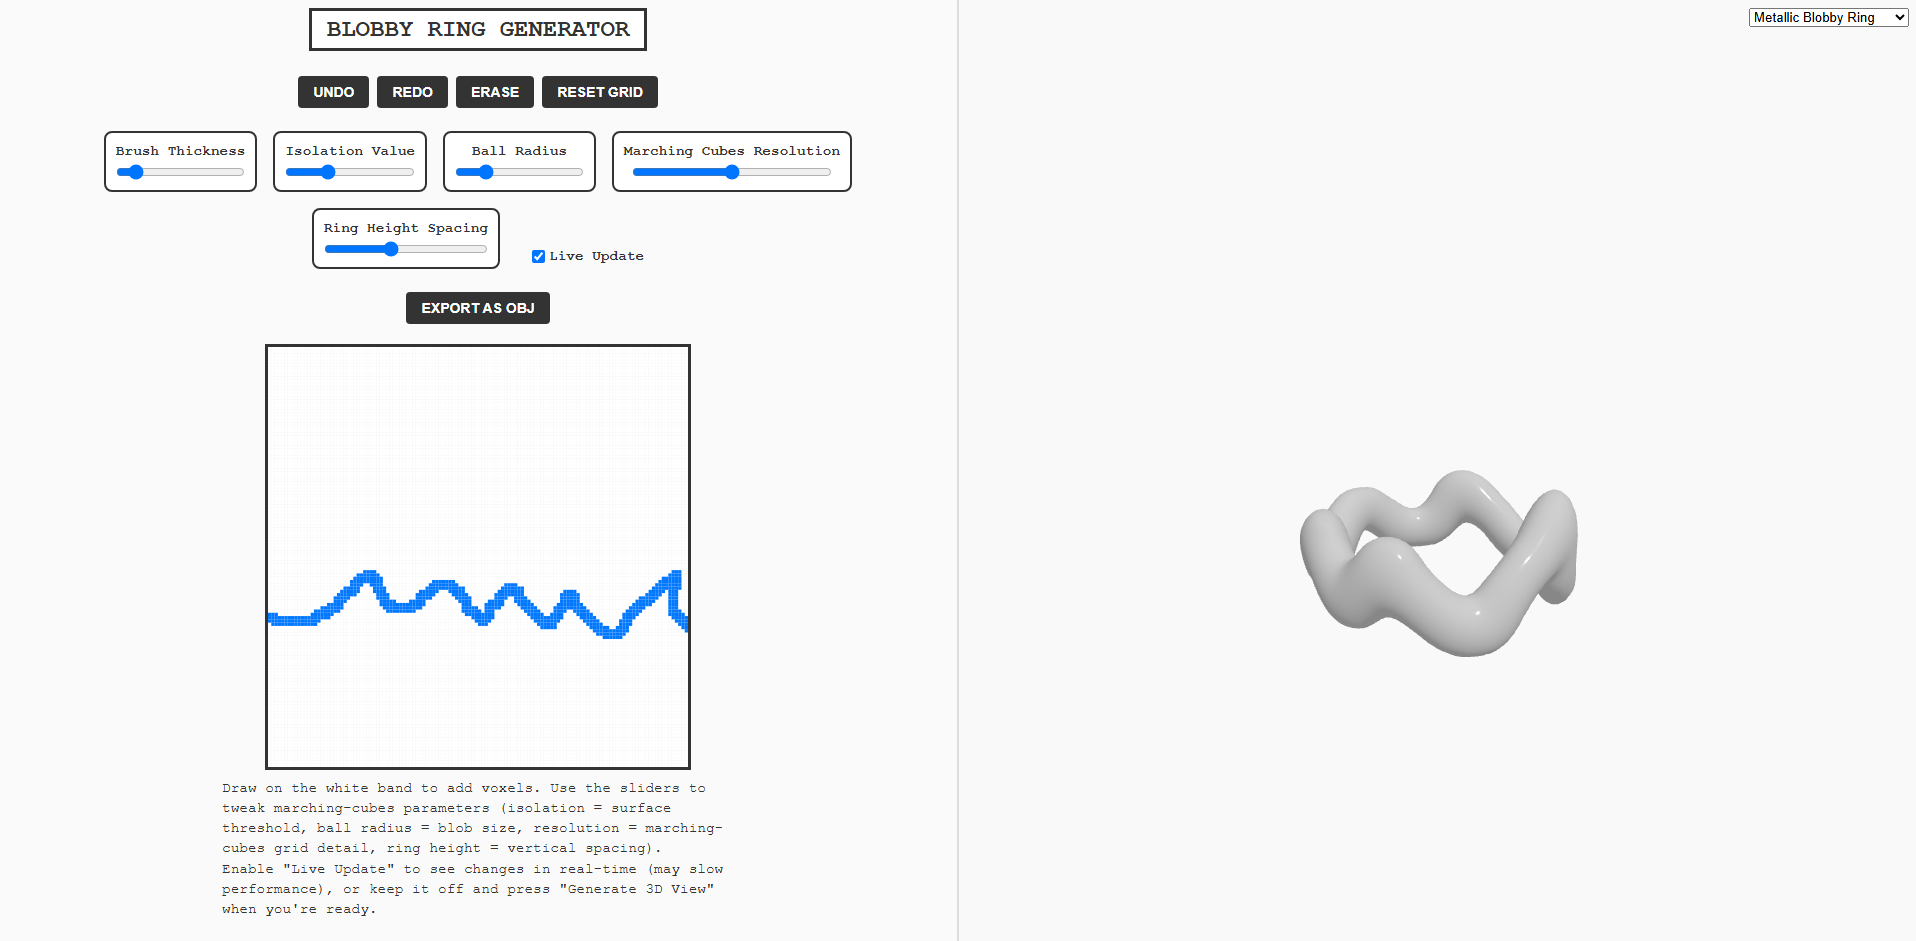 BLOBBY RING GENERATOR
Metallic Blobby Ring
UNDO REDO ERASE RESET GRID
Brush Thickness Isolation Value Ball Radius Marching Cubes Resolution
Ring Height Spacing Live Update
EXPORT AS OBJ
Draw on the white band to add voxels. Use the sliders to
tweak marching-cubes parameters (isolation = surface
threshold, ball radius = blob size, resolution = marching-
cubes grid detail, ring height = vertical spacing).
Enable "Live Update" to see changes in real-time (may slow
performance), or keep it off and press "Generate 3D View"
when you're ready.